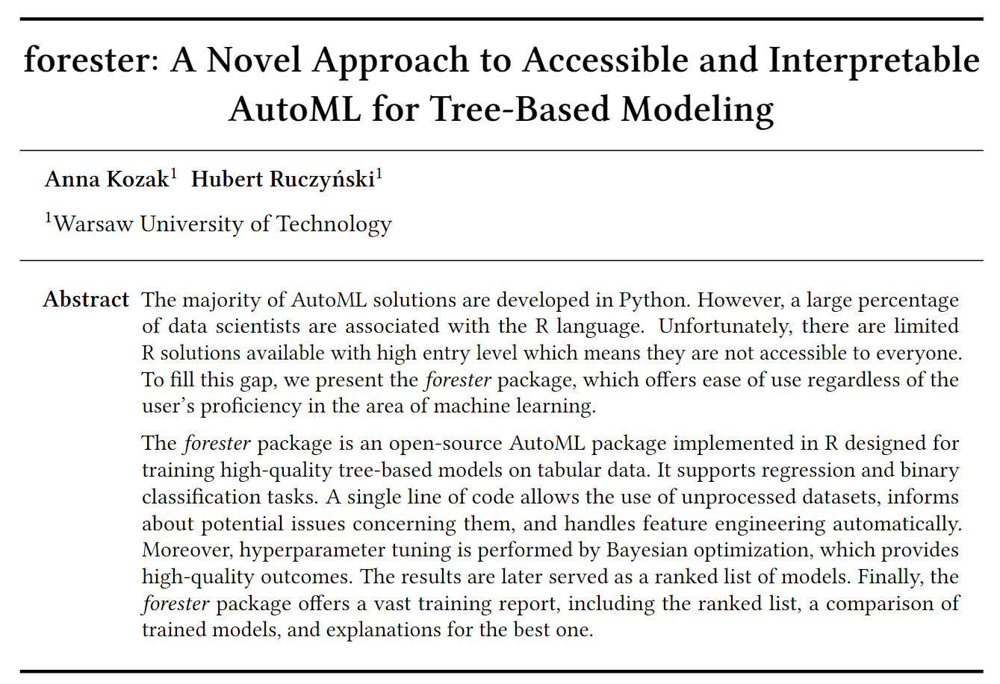 forester: A Novel Approach to Accessible and Interpretable
AutoML for Tree-Based Modeling
Anna Kozak¹ Hubert Ruczyński¹
¹Warsaw University of Technology
Abstract The majority of AutoML solutions are developed in Python. However, a large percentage
of data scientists are associated with the R language. Unfortunately, there are limited
R solutions available with high entry level which means they are not accessible to everyone.
To fill this gap, we present the forester package, which offers ease of use regardless of the
user's proficiency in the area of machine learning.
The forester package is an open-source AutoML package implemented in R designed for
training high-quality tree-based models on tabular data. It supports regression and binary
classification tasks. A single line of code allows the use of unprocessed datasets, informs
about potential issues concerning them, and handles feature engineering automatically.
Moreover, hyperparameter tuning is performed by Bayesian optimization, which provides
high-quality outcomes. The results are later served as a ranked list of models. Finally, the
forester package offers a vast training report, including the ranked list, a comparison of
trained models, and explanations for the best one.